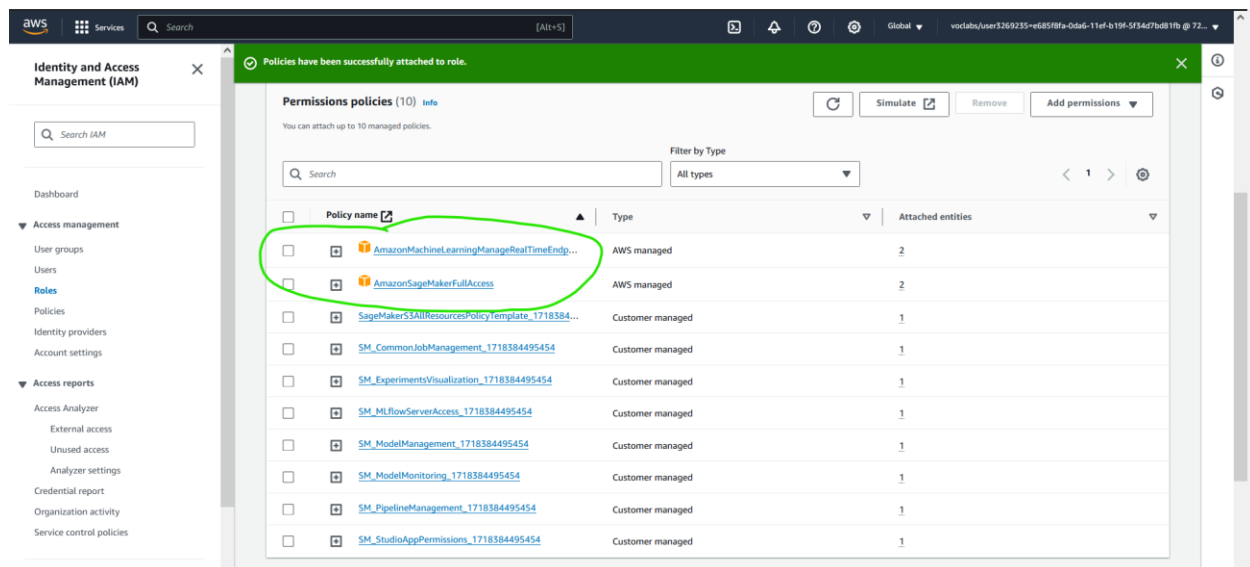 aws
Services
Search
[Alt+S]
Global
voclabs/user3269235=e685f8fa-0da6-11ef-b19f-5f34d7bd81fb @ 72...
Identity and Access Management (IAM)
Search IAM
Dashboard
Access management
User groups
Users
Roles
Policies
Identity providers
Account settings
Access reports
Access Analyzer
External access
Unused access
Analyzer settings
Credential report
Organization activity
Service control policies
Policies have been successfully attached to role.
Permissions policies (10) Info
Simulate
Remove
Add permissions
You can attach up to 10 managed policies.
Filter by Type
Search
All types
1
Policy name
Type
Attached entities
AmazonMachineLearningManageRealTimeEndp... AWS managed 2
AmazonSageMakerFullAccess AWS managed 2
SageMakerS3AllResourcesPolicyTemplate_1718384... Customer managed 1
SM_CommonJobManagement_1718384495454 Customer managed 1
SM_ExperimentsVisualization_1718384495454 Customer managed 1
SM_MLflowServerAccess_1718384495454 Customer managed 1
SM_ModelManagement_1718384495454 Customer managed 1
SM_ModelMonitoring_1718384495454 Customer managed 1
SM_PipelineManagement_1718384495454 Customer managed 1
SM_StudioAppPermissions_1718384495454 Customer managed 1